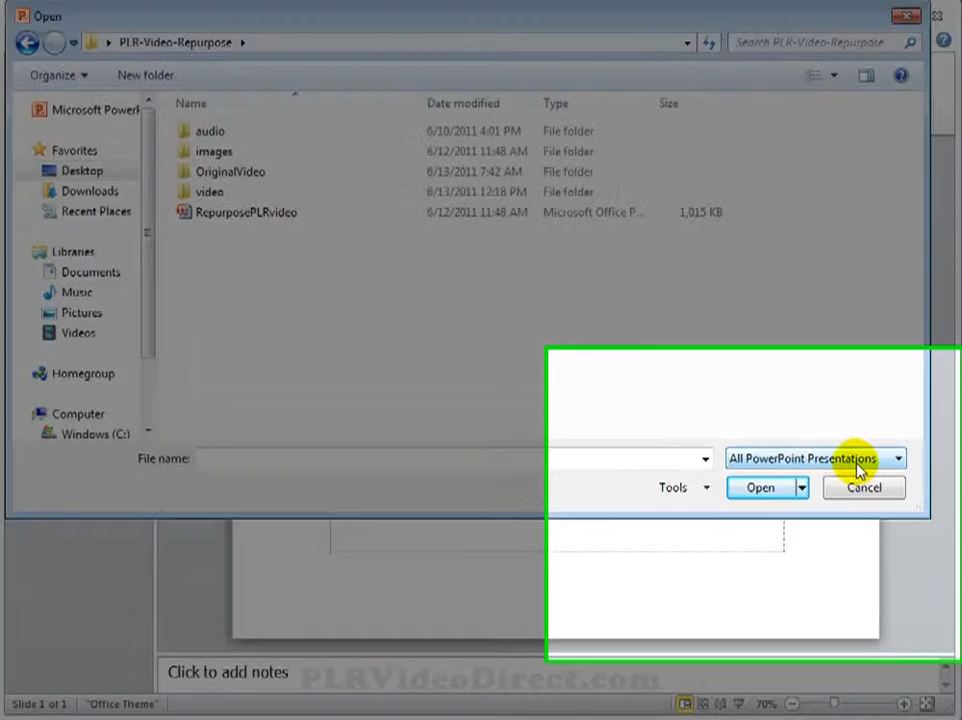 Open
PLR-Video-Repurpose
Search PLR-Video-Repurpose
Organize
New folder
Name
Date modified
Type
Size
Microsoft PowerP
audio
6/10/2011 4:01 PM
File folder
images
6/12/2011 11:48 AM
File folder
OriginalVideo
6/13/2011 7:42 AM
File folder
video
6/13/2011 12:18 PM
File folder
RepurposePLRvideo
6/12/2011 11:48 AM
Microsoft Office P...
1,015 KB
Favorites
Desktop
Downloads
Recent Places
Libraries
Documents
Music
Pictures
Videos
Homegroup
Computer
Windows (C:)
File name:
All PowerPoint Presentations
Tools
Open
Cancel
Click to add notes
PLRVideoDirect.com
Slide 1 of 1
"Office Theme"
70%